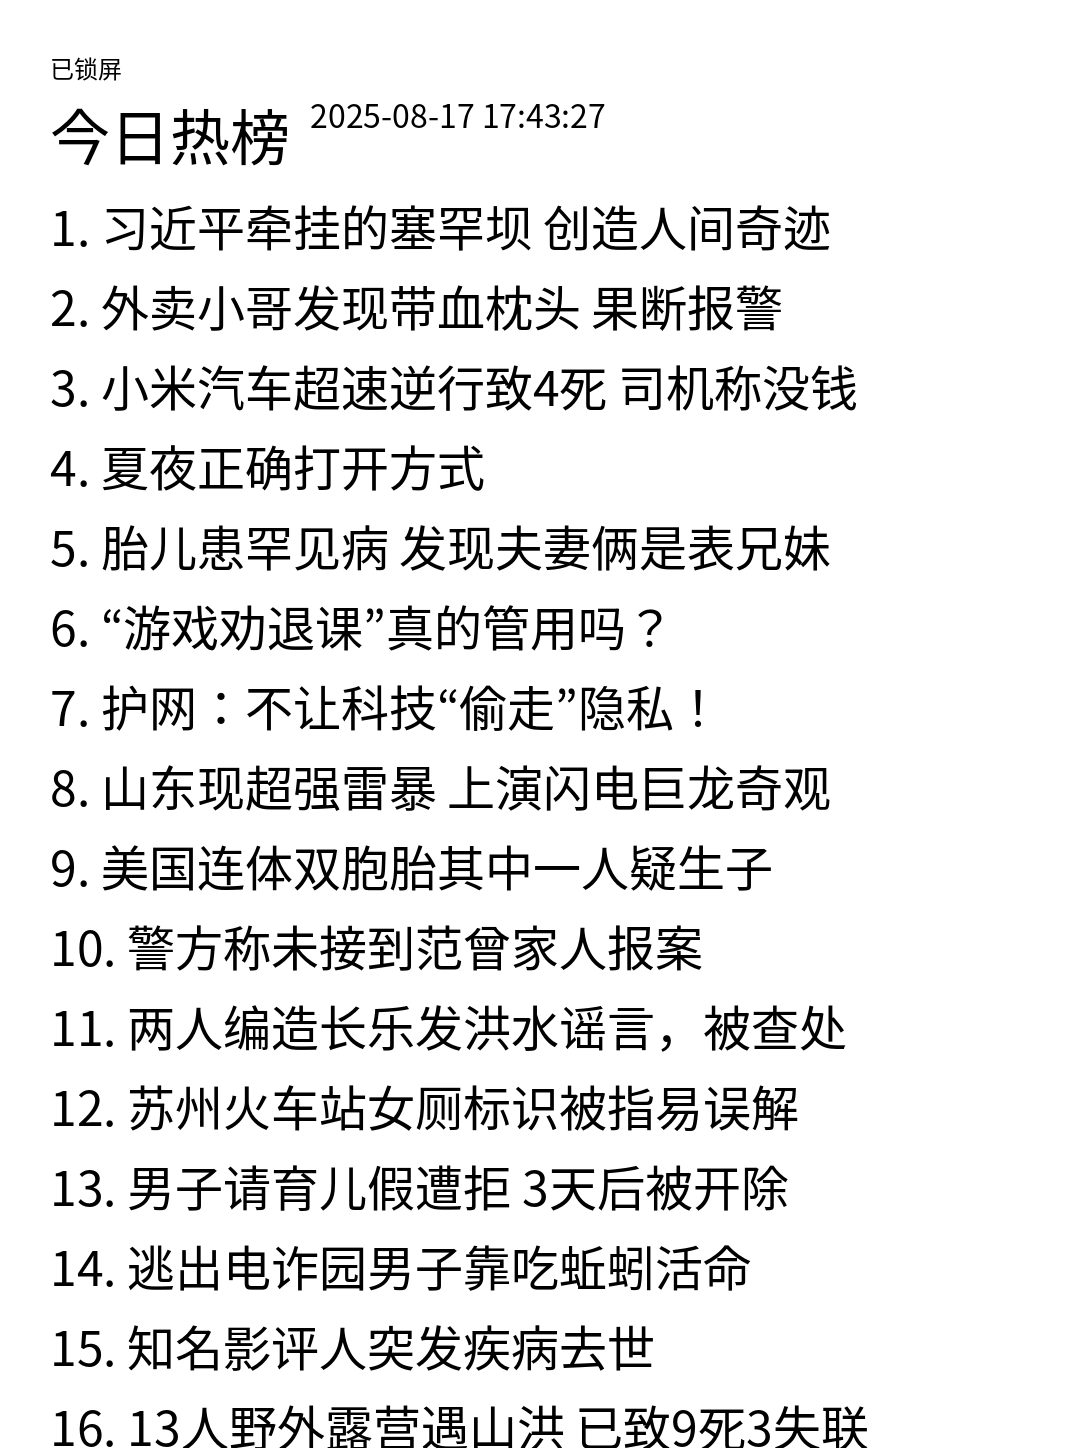 已锁屏
今日热榜 2025-08-17 17:43:27
1. 习近平牵挂的塞罕坝 创造人间奇迹
2. 外卖小哥发现带血枕头 果断报警
3. 小米汽车超速逆行致4死 司机称没钱
4. 夏夜正确打开方式
5. 胎儿患罕见病 发现夫妻俩是表兄妹
6. “游戏劝退课”真的管用吗？
7. 护网：不让科技“偷走”隐私！
8. 山东现超强雷暴 上演闪电巨龙奇观
9. 美国连体双胞胎其中一人疑生子
10. 警方称未接到范曾家人报案
11. 两人编造长乐发洪水谣言，被查处
12. 苏州火车站女厕标识被指易误解
13. 男子请育儿假遭拒 3天后被开除
14. 逃出电诈园男子靠吃蚯蚓活命
15. 知名影评人突发疾病去世
16. 13人野外露营遇山洪 已致9死3失联